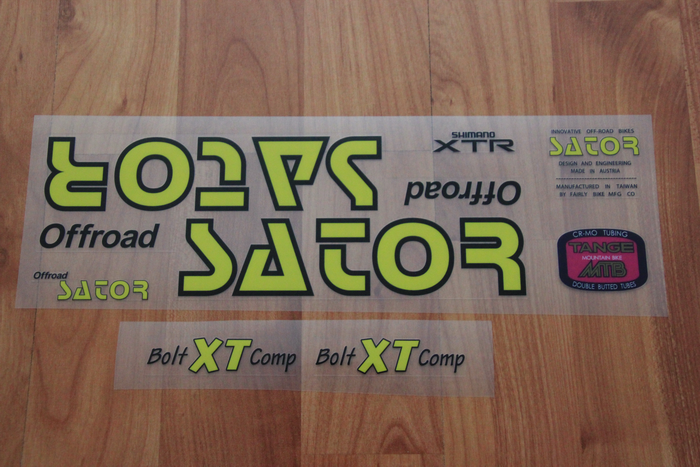 SATOR
Offroad
SHIMANO
XTR
INNOVATIVE OFF-ROAD BIKES
SATOR
DESIGN AND ENGINEERING
MADE IN AUSTRIA
MANUFACTURED IN TAIWAN
BY FAIRLY BIKE MFG CO
Offroad
SATOR
Offroad
SATOR
CR-MO TUBING
TANGE
MOUNTAIN BIKE
MTB
DOUBLE BUTTED TUBES
Bolt XT Comp
Bolt XT Comp